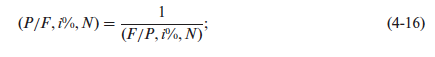 (P/F, i%, N) = 1 / (F/P, i%, N); (4-16)